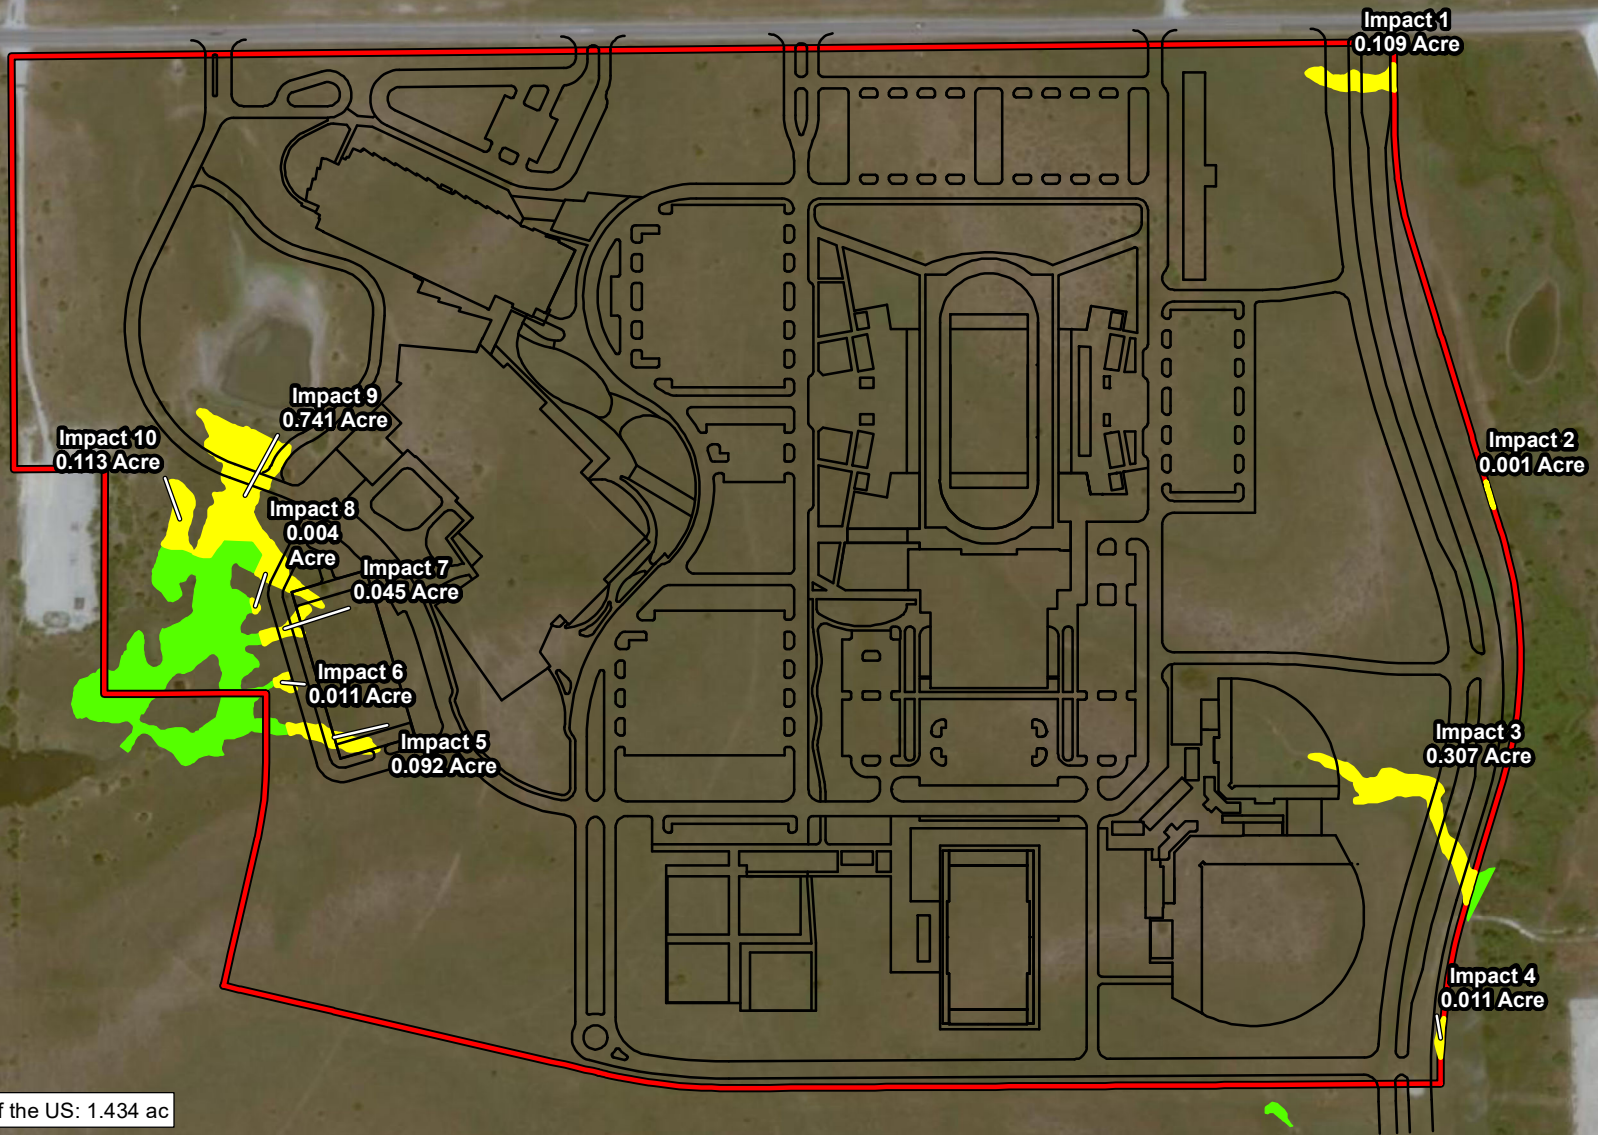 Impact 1
0.109 Acre
Impact 9
0.741 Acre
Impact 10
0.113 Acre
Impact 2
0.001 Acre
Impact 8
0.004
Acre
Impact 7
0.045 Acre
Impact 6
0.011 Acre
Impact 5
0.092 Acre
Impact 3
0.307 Acre
Impact 4
0.011 Acre
f the US: 1.434 ac